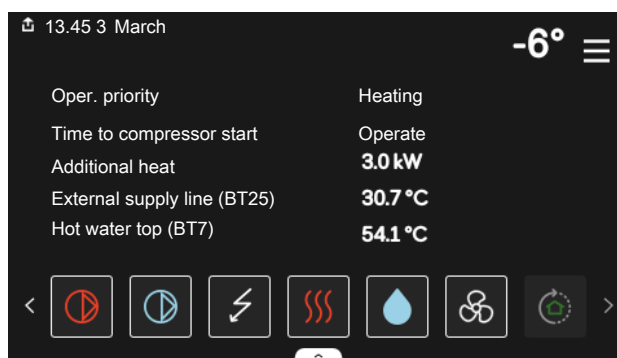 13.45 3 March
-6°
Oper. priority Heating
Time to compressor start Operate
Additional heat 3.0 kW
External supply line (BT25) 30.7 °C
Hot water top (BT7) 54.1 °C